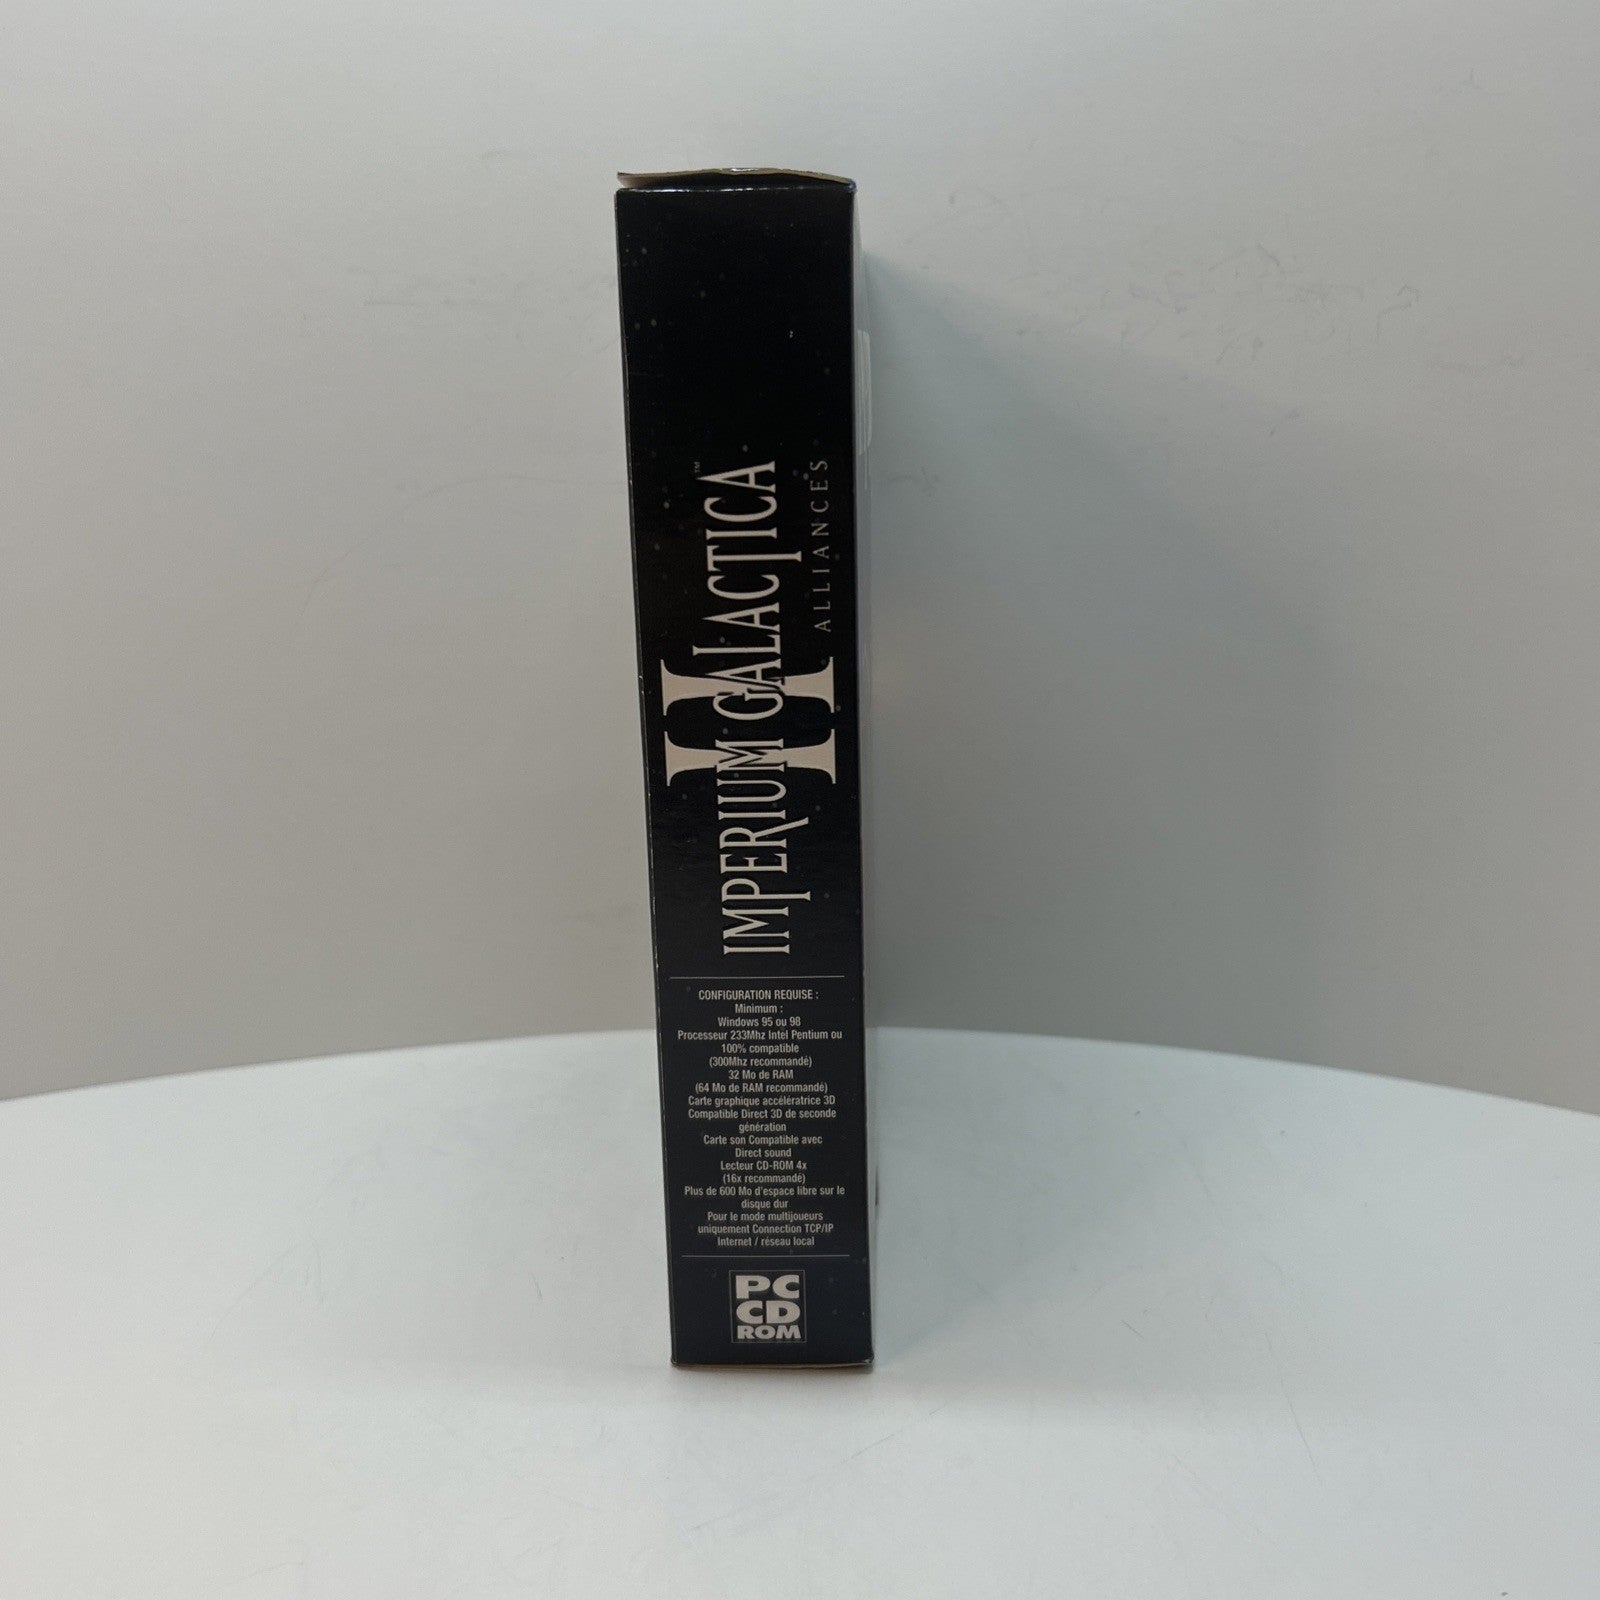 IMPERIUM GALACTICA™
II
ALLIANCES
CONFIGURATION REQUISE :
Minimum :
Windows 95 ou 98
Processeur 233Mhz Intel Pentium ou
100% compatible
(300Mhz recommandé)
32 Mo de RAM
(64 Mo de RAM recommandé)
Carte graphique accélératrice 3D
Compatible Direct 3D de seconde
génération
Carte son Compatible avec
Direct sound
Lecteur CD-ROM 4x
(16x recommandé)
Plus de 600 Mo d'espace libre sur le
disque dur
Pour le mode multijoueurs
uniquement Connection TCP/IP
Internet / réseau local
PC
CD
ROM